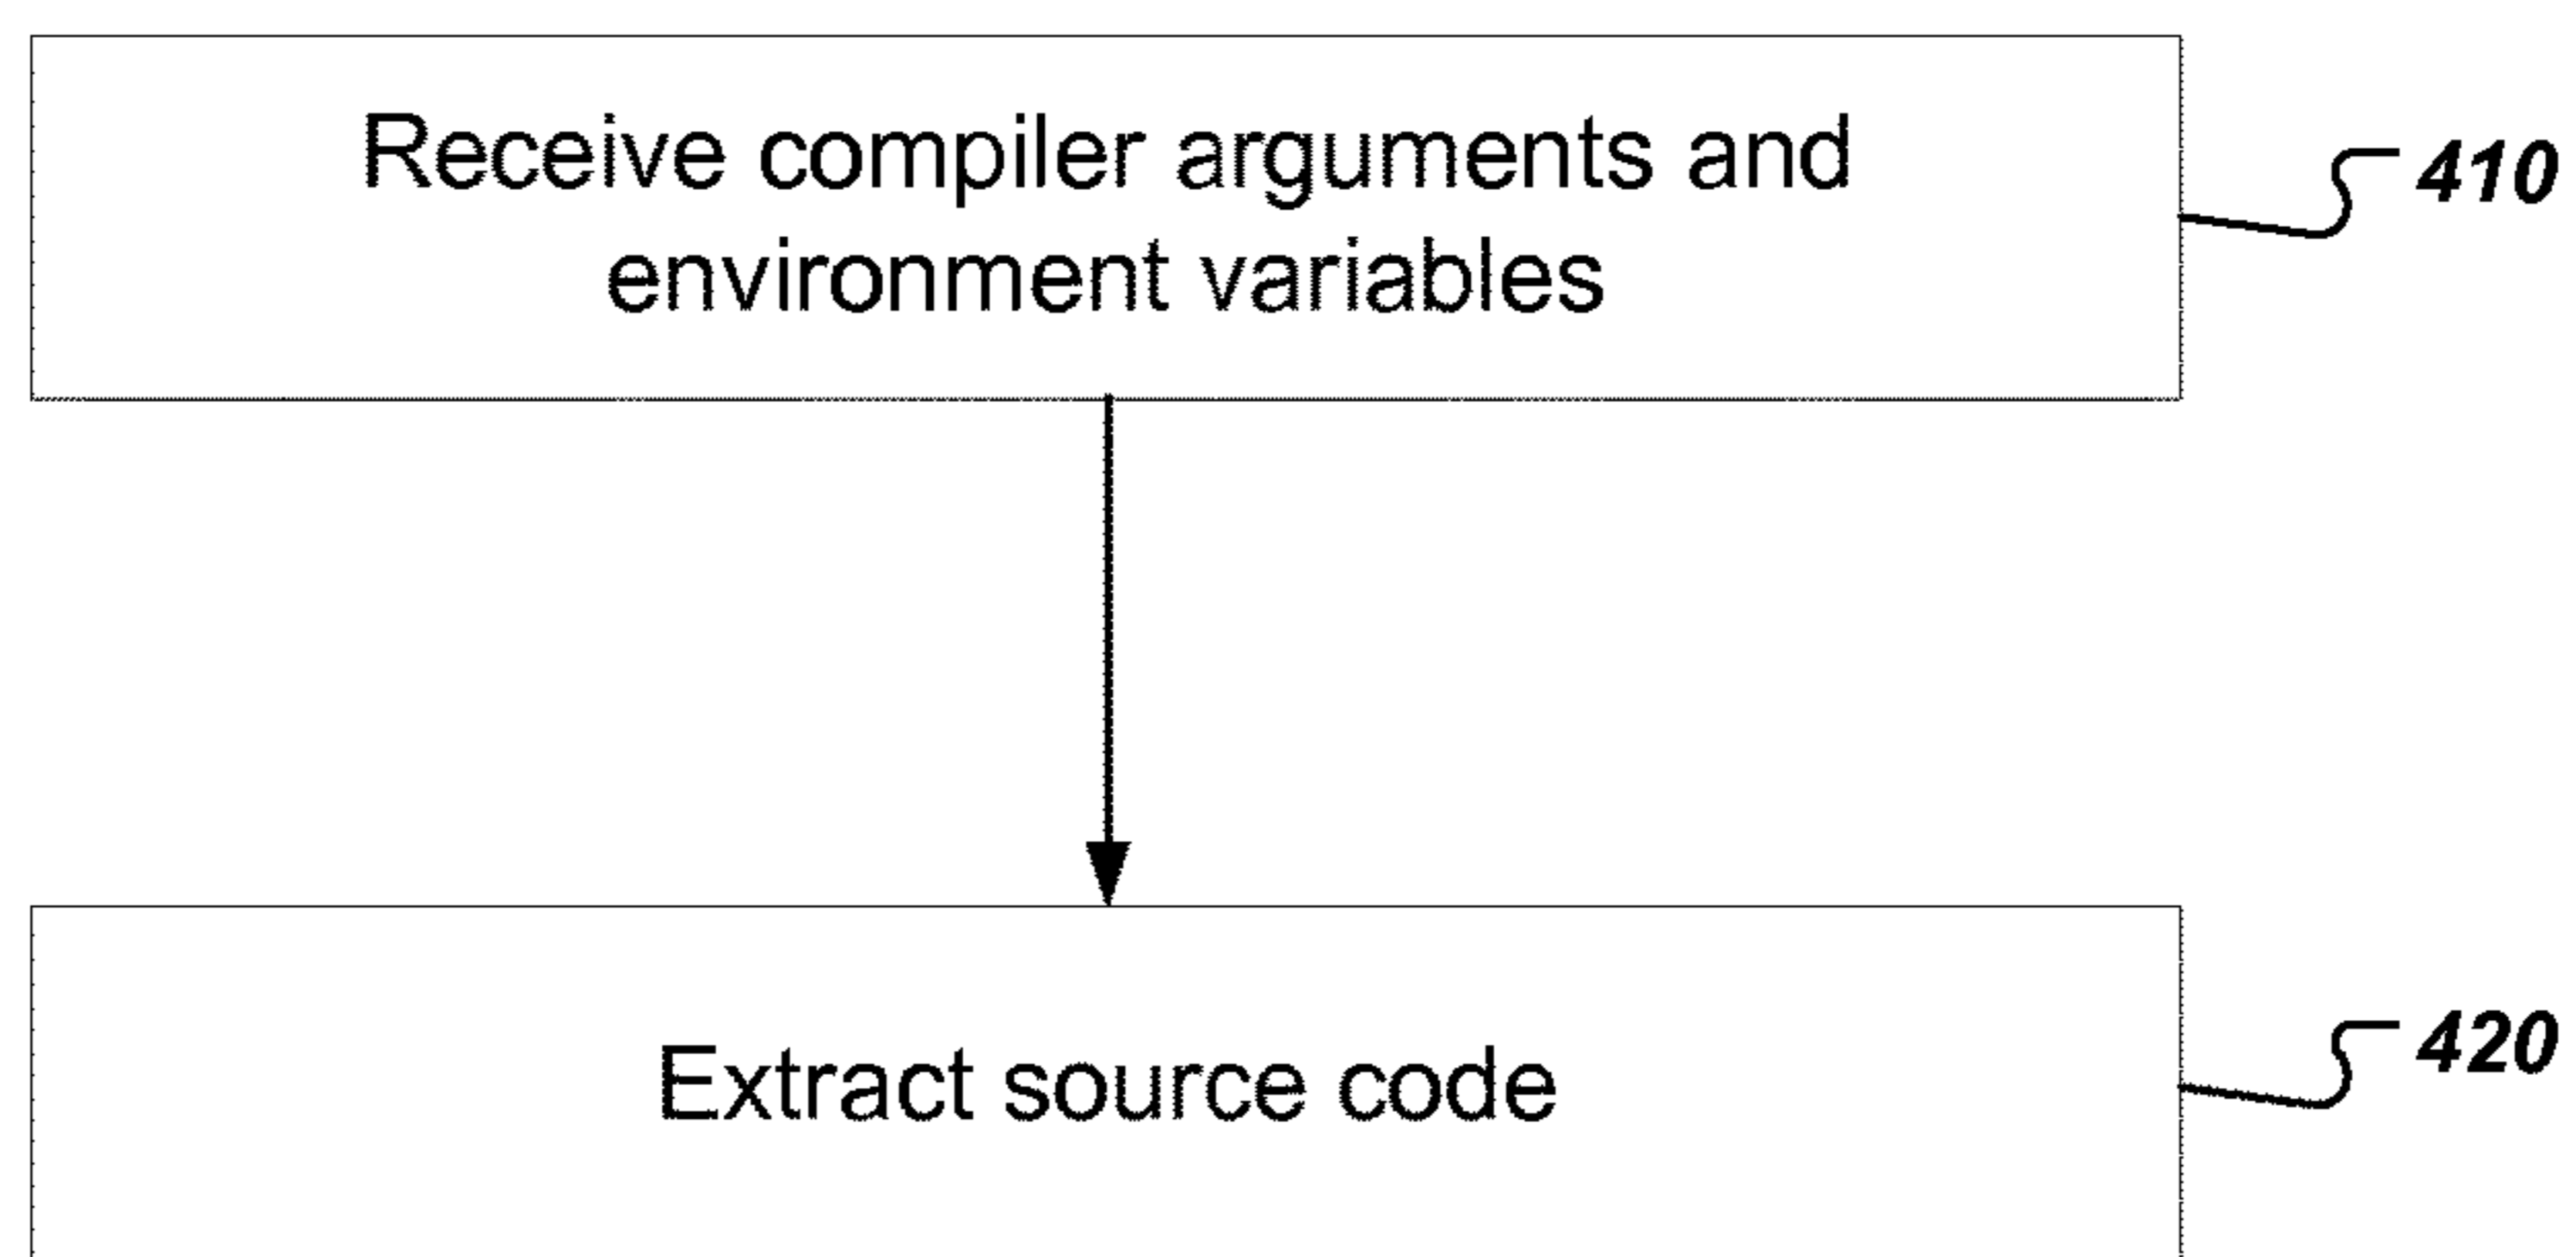 Receive compiler arguments and
environment variables
410
Extract source code
420